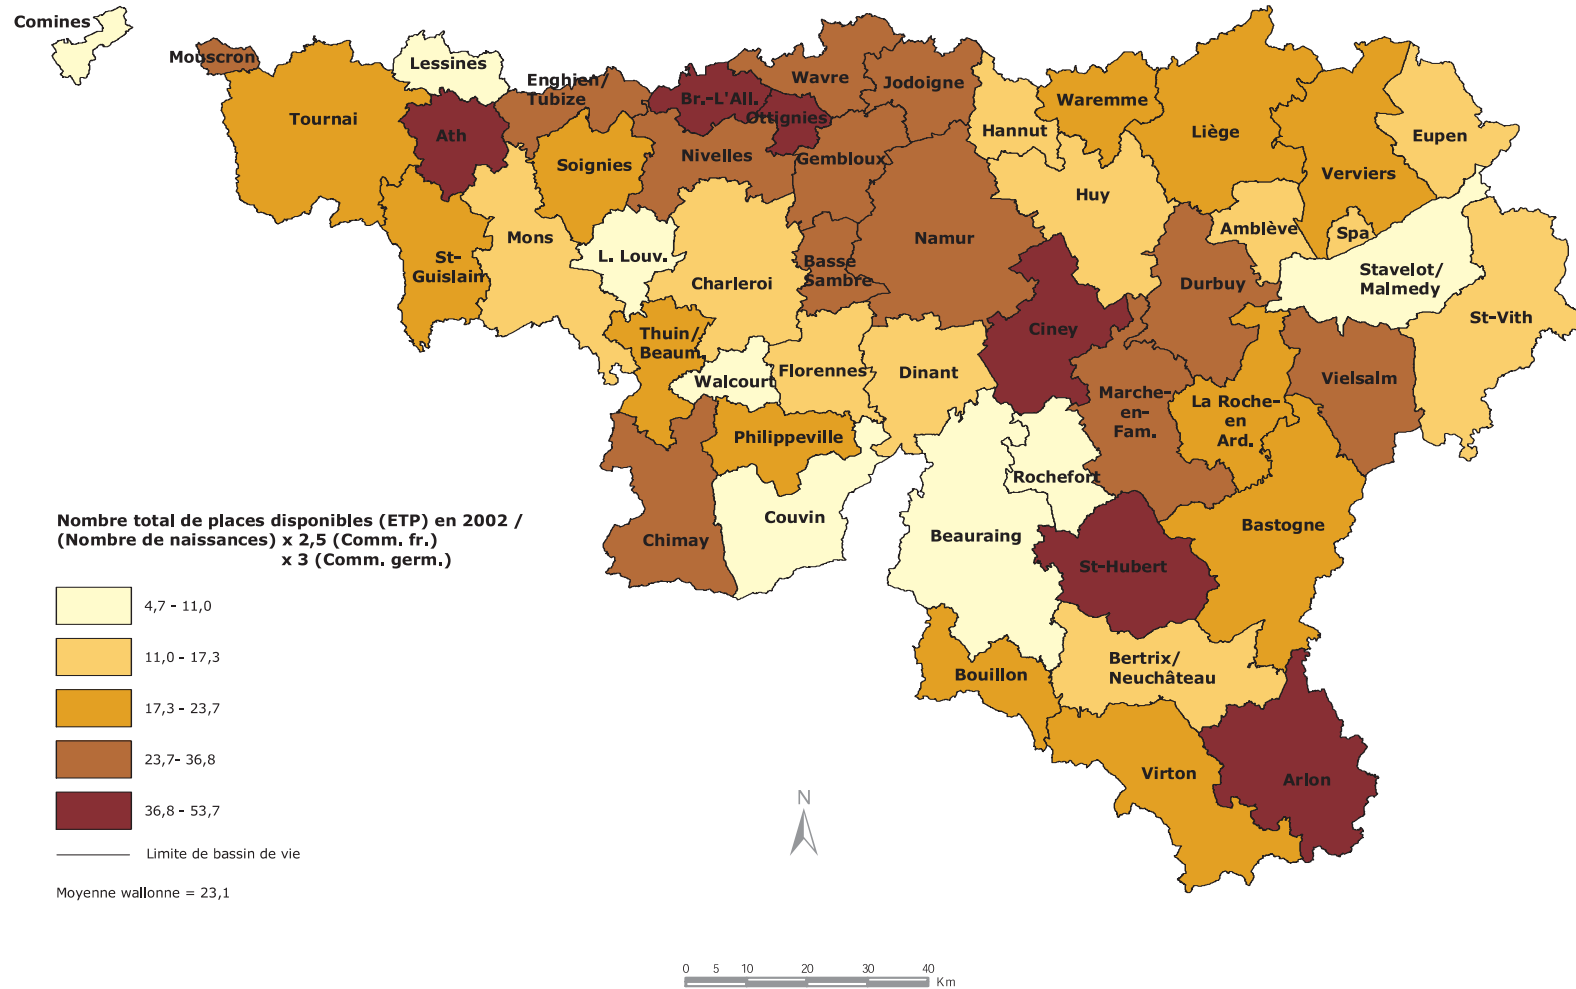 Comines
Mouscron
Lessines
Enghien/
Tubize
Tournai
Ath
Br.-L'All.
Wavre
Jodoigne
Ottignies
Waremme
Hannut
Liège
Eupen
Soignies
Nivelles
Gembloux
Verviers
Huy
Mons
L. Louv.
Namur
Amblève
Spa
St-
Guislain
Charleroi
Basse
Sambre
Durbuy
Stavelot/
Malmedy
St-Vith
Thuin/
Beaum.
Ciney
Walcourt
Florennes
Dinant
Vielsalm
Marche-
en-
Fam.
La Roche-
en
Ard.
Philippeville
Rochefort
Couvin
Chimay
Beauraing
Bastogne
St-Hubert
Bertrix/
Neuchâteau
Bouillon
Virton
Arlon
Nombre total de places disponibles (ETP) en 2002 /
(Nombre de naissances) x 2,5 (Comm. fr.)
x 3 (Comm. germ.)
4,7 - 11,0
11,0 - 17,3
17,3 - 23,7
23,7- 36,8
36,8 - 53,7
Limite de bassin de vie
Moyenne wallonne = 23,1
N
0 5 10 20 30 40
Km